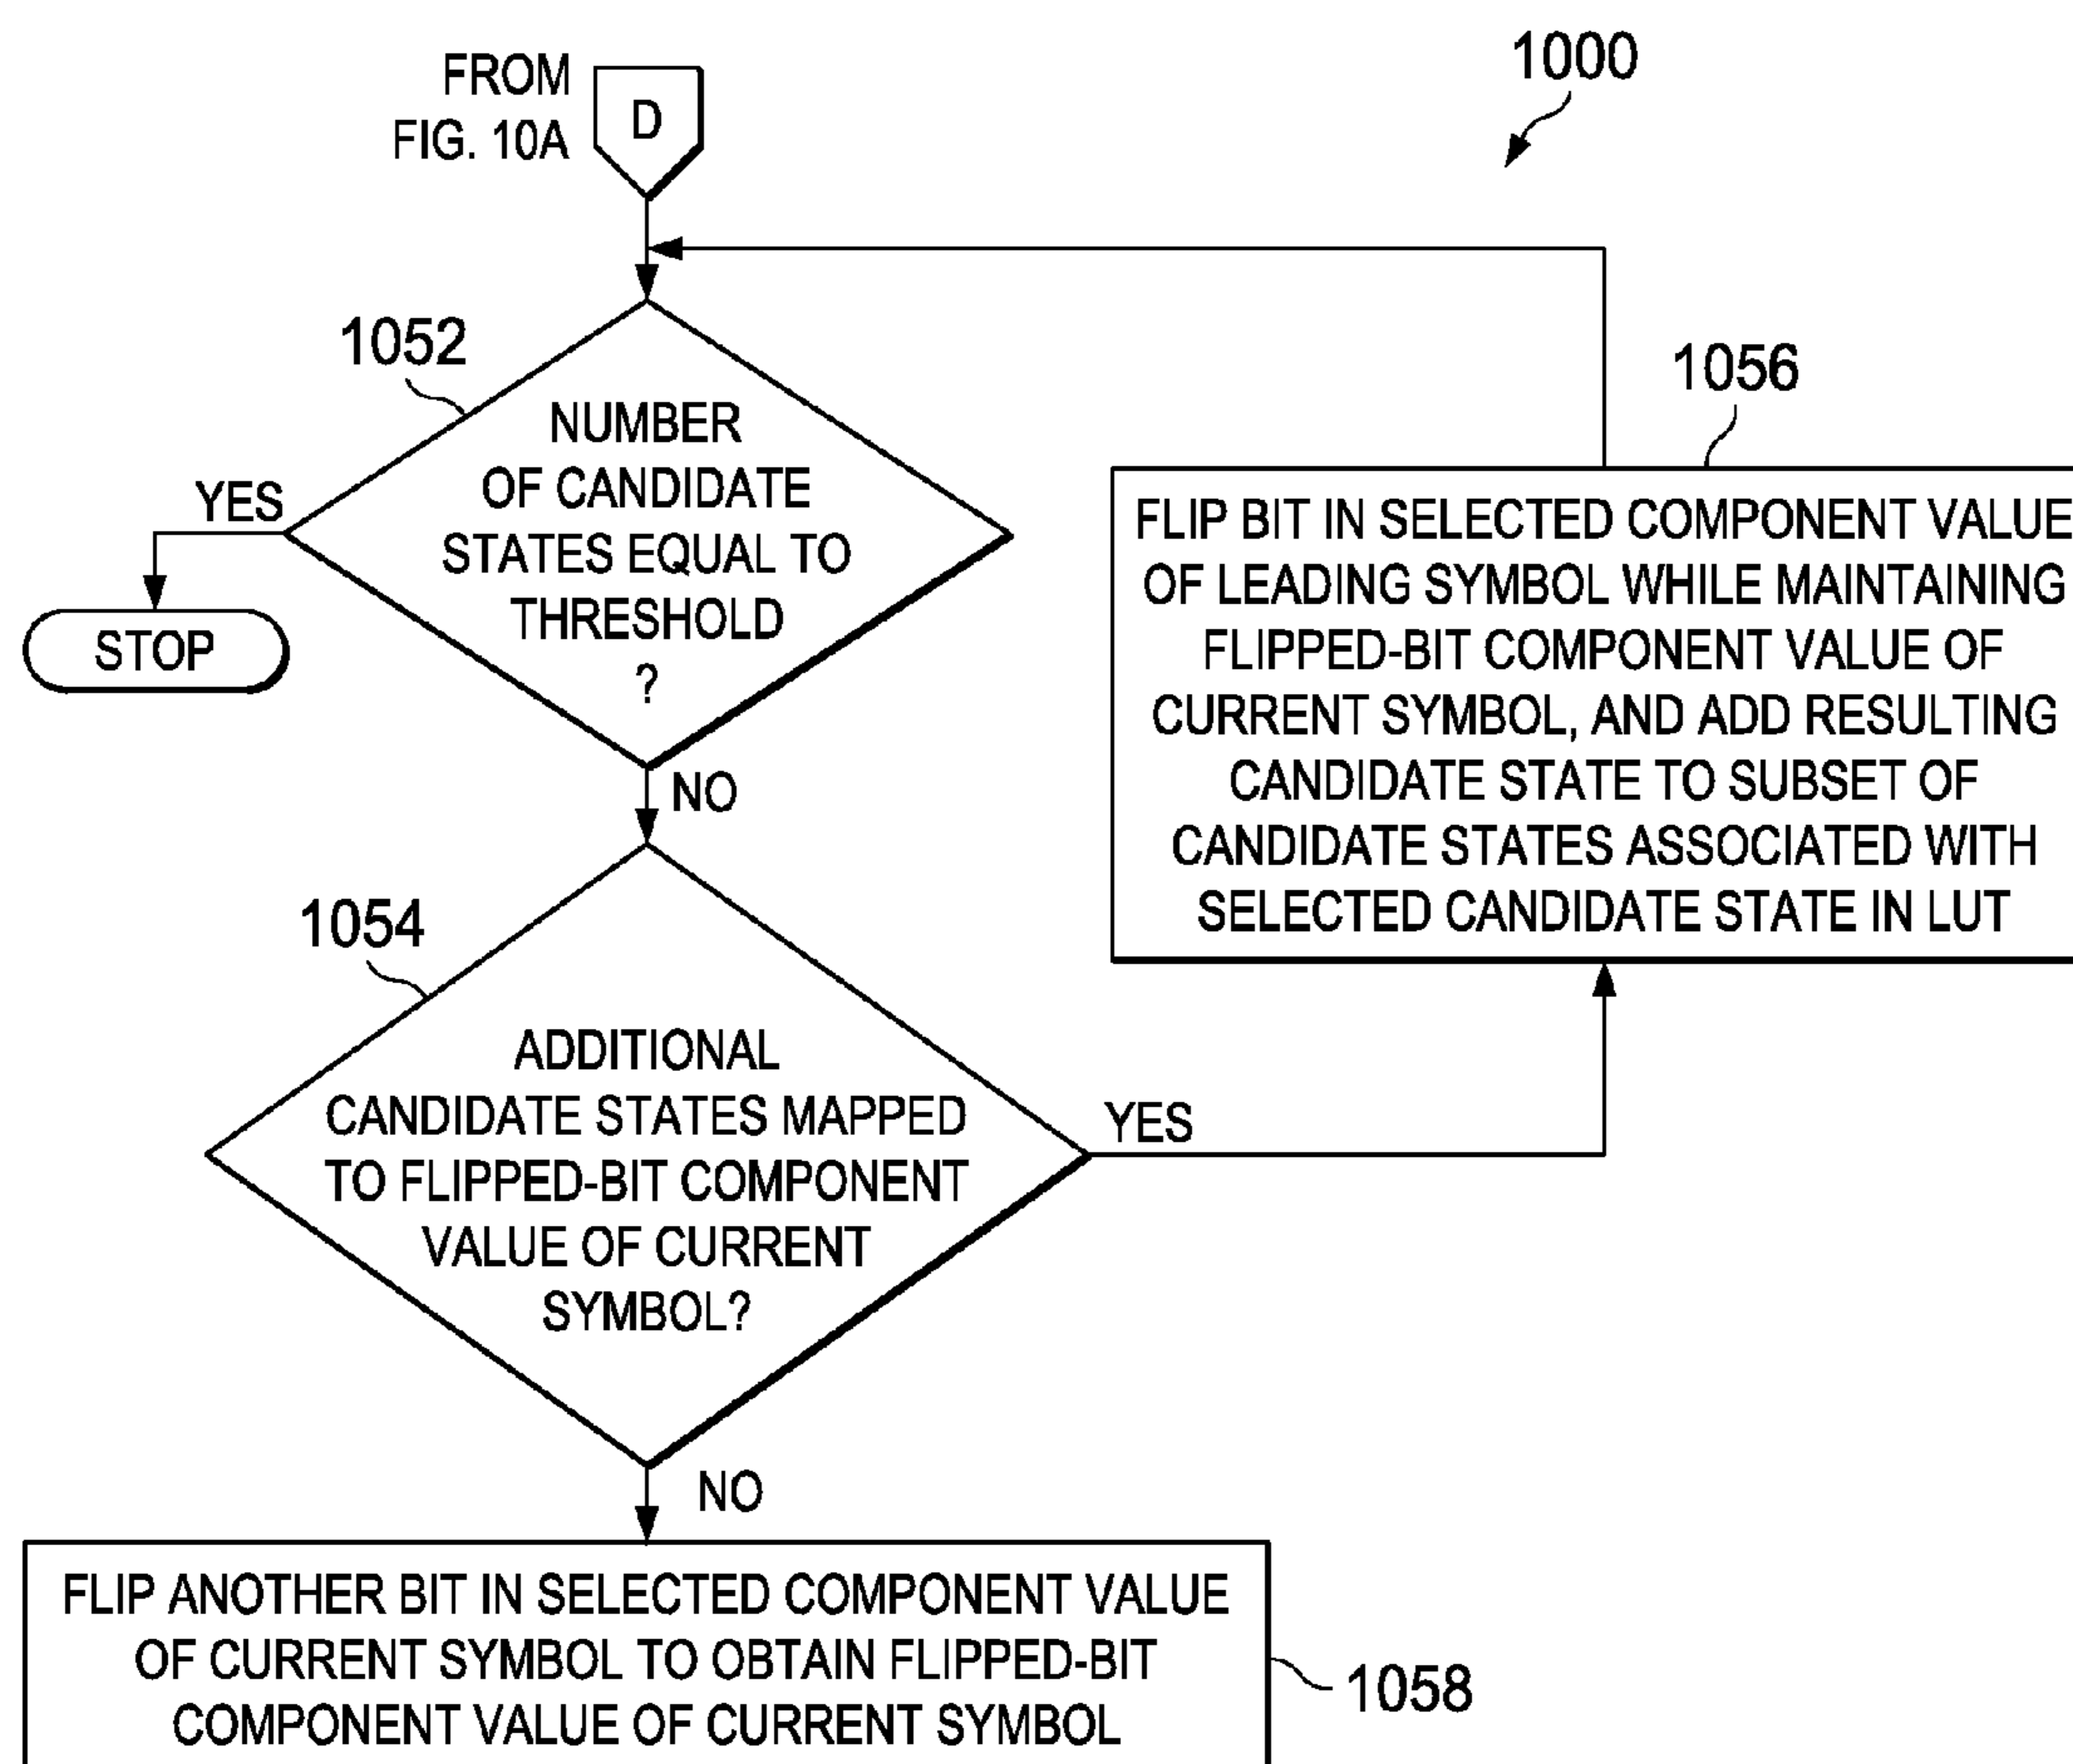 FROM
FIG. 10A
D
1000
1052
NUMBER
OF CANDIDATE
STATES EQUAL TO
THRESHOLD
?
YES
STOP
NO
1056
FLIP BIT IN SELECTED COMPONENT VALUE
OF LEADING SYMBOL WHILE MAINTAINING
FLIPPED-BIT COMPONENT VALUE OF
CURRENT SYMBOL, AND ADD RESULTING
CANDIDATE STATE TO SUBSET OF
CANDIDATE STATES ASSOCIATED WITH
SELECTED CANDIDATE STATE IN LUT
1054
ADDITIONAL
CANDIDATE STATES MAPPED
TO FLIPPED-BIT COMPONENT
VALUE OF CURRENT
SYMBOL?
YES
NO
FLIP ANOTHER BIT IN SELECTED COMPONENT VALUE
OF CURRENT SYMBOL TO OBTAIN FLIPPED-BIT
COMPONENT VALUE OF CURRENT SYMBOL
1058